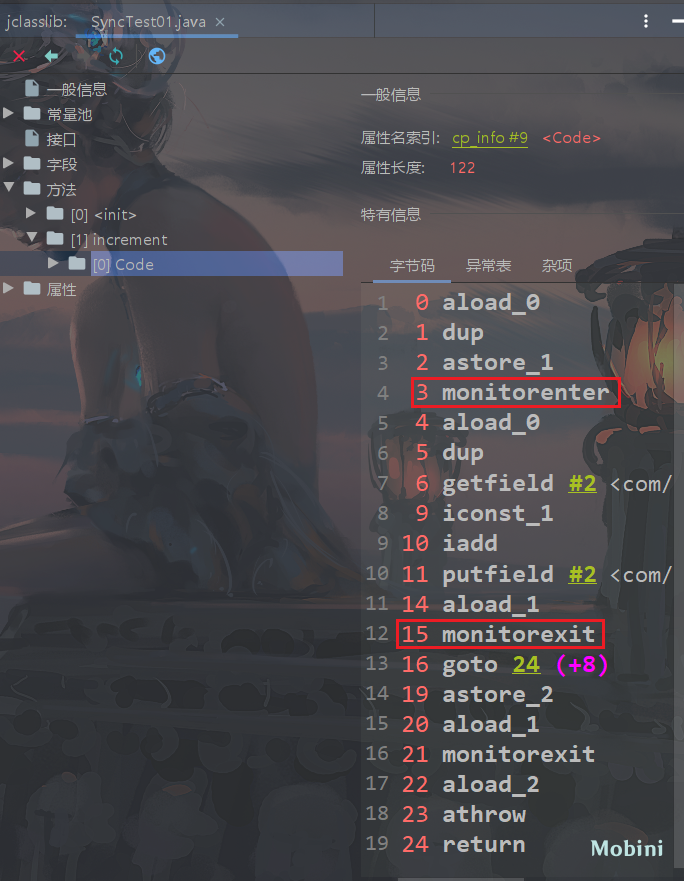 jclasslib:
SyncTest01.java ×
一般信息
常量池
接口
字段
方法
[0] <init>
[1] increment
[0] Code
属性
一般信息
属性名索引: cp_info #9 <Code>
属性长度: 122
特有信息
字节码 异常表 杂项
1 0 aload_0
2 1 dup
3 2 astore_1
4 3 monitorenter
5 4 aload_0
6 5 dup
7 6 getfield #2 <com/
8 9 iconst_1
9 10 iadd
10 11 putfield #2 <com/
11 14 aload_1
12 15 monitorexit
13 16 goto 24 (+8)
14 19 astore_2
15 20 aload_1
16 21 monitorexit
17 22 aload_2
18 23 athrow
19 24 return
Mobini